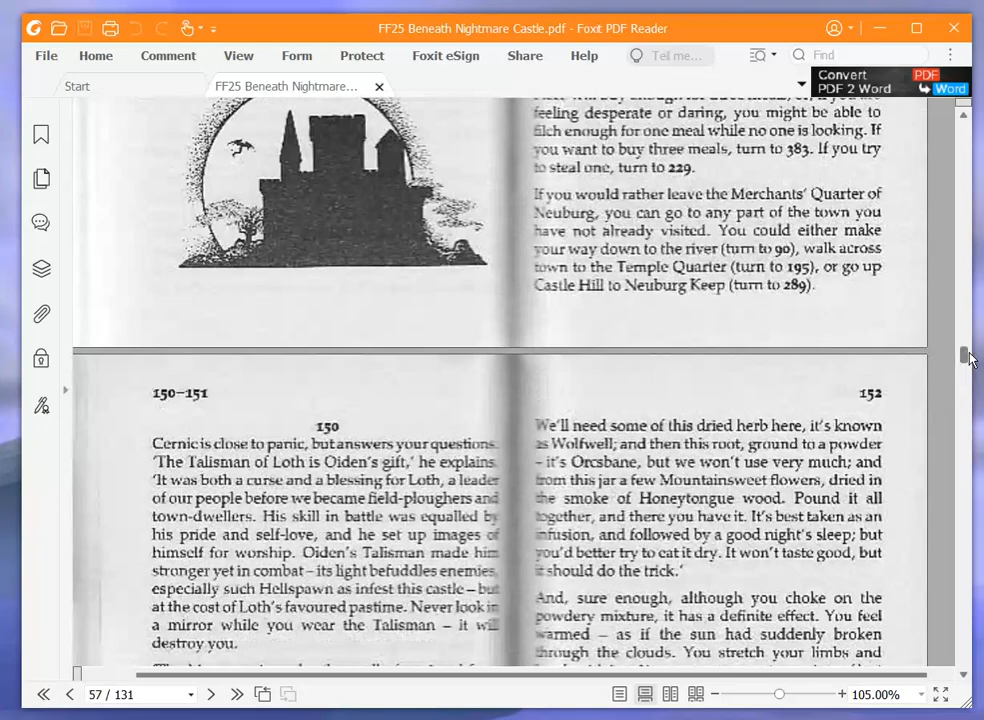 FF25 Beneath Nightmare Castle.pdf - Foxit PDF Reader
File Home Comment View Form Protect Foxit eSign Share Help Tell me... Find
Start FF25 Beneath Nightmare...
Convert PDF
PDF 2 Word Word
feeling desperate or daring, you might be able to
filch enough for one meal while no one is looking. If
you want to buy three meals, turn to 383. If you try
to steal one, turn to 229.
If you would rather leave the Merchants' Quarter of
Neuburg, you can go to any part of the town you
have not already visited. You could either make
your way down to the river (turn to 90), walk across
town to the Temple Quarter (turn to 195), or go up
Castle Hill to Neuburg Keep (turn to 289).
150–151
150
Cernic is close to panic, but answers your questions.
'The Talisman of Loth is Oiden's gift,' he explains.
'It was both a curse and a blessing for Loth, a leader
of our people before we became field-ploughers and
town-dwellers. His skill in battle was equalled by
his pride and self-love, and he set up images of
himself for worship. Oiden's Talisman made him
stronger yet in combat – its light befuddles enemies,
especially such Hellspawn as infest this castle – but
at the cost of Loth's favoured pastime. Never look in
a mirror while you wear the Talisman – it will
destroy you.
152
We'll need some of this dried herb here, it's known
as Wolfwell; and then this root, ground to a powder
– it's Orcsbane, but we won't use very much; and
from this jar a few Mountainsweet flowers, dried in
the smoke of Honeytongue wood. Pound it all
together, and there you have it. It's best taken as an
infusion, and followed by a good night's sleep; but
you'd better try to eat it dry. It won't taste good, but
it should do the trick.'
And, sure enough, although you choke on the
powdery mixture, it has a definite effect. You feel
warmed – as if the sun had suddenly broken
through the clouds. You stretch your limbs and
57 / 131
105.00%